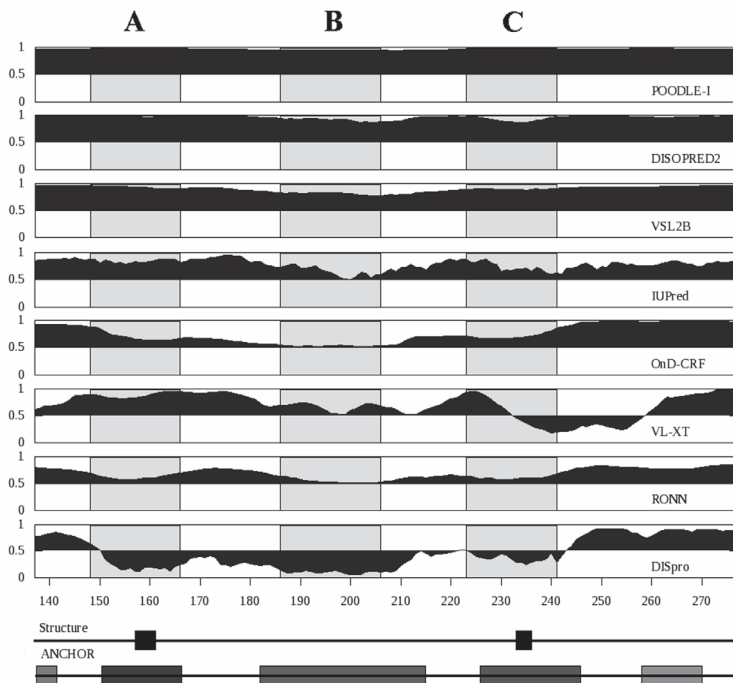 A B C
1
0.5
0
POODLE-I
1
0.5
0
DISOPRED2
1
0.5
0
VSL2B
1
0.5
0
IUPred
1
0.5
0
OnD-CRF
1
0.5
0
VL-XT
1
0.5
0
RONN
1
0.5
0
DISpro
140 150 160 170 180 190 200 210 220 230 240 250 260 270
Structure
ANCHOR